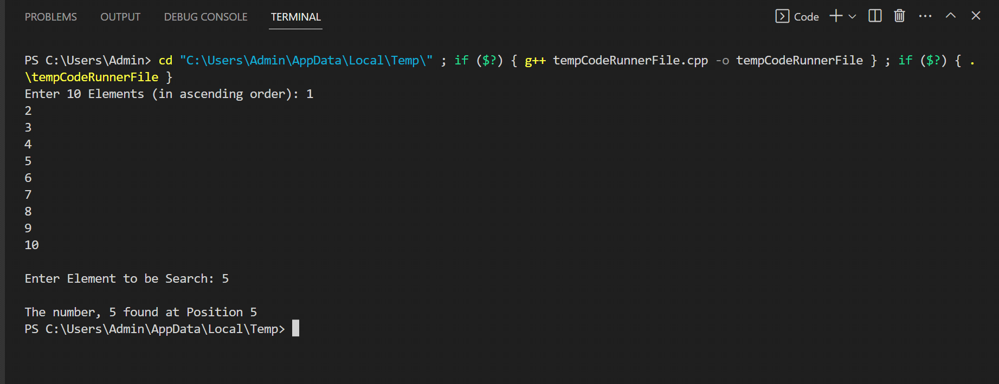 PROBLEMS OUTPUT DEBUG CONSOLE TERMINAL Code
PS C:\Users\Admin> cd "C:\Users\Admin\AppData\Local\Temp\" ; if ($?) { g++ tempCodeRunnerFile.cpp -o tempCodeRunnerFile } ; if ($?) { .
\tempCodeRunnerFile }
Enter 10 Elements (in ascending order): 1
2
3
4
5
6
7
8
9
10
Enter Element to be Search: 5
The number, 5 found at Position 5
PS C:\Users\Admin\AppData\Local\Temp>